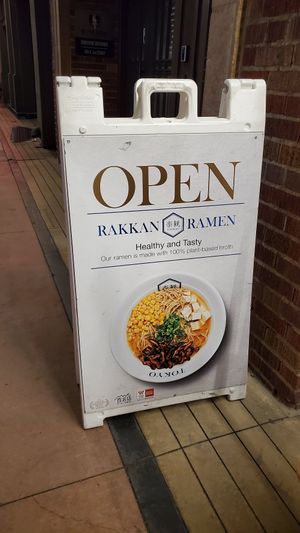 OPEN
RAKKAN RAMEN
Healthy and Tasty
Our ramen is made with 100% plant-based broth.
TOKYO